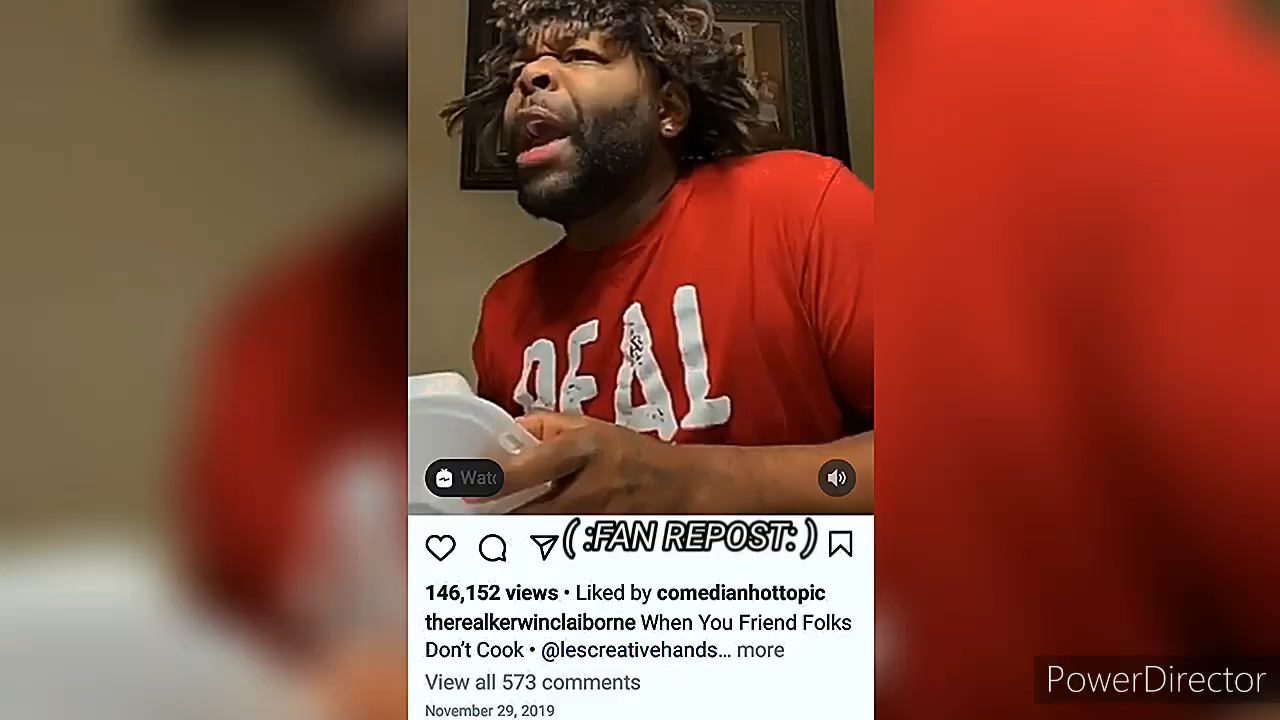 REAL
Watc
( :FAN REPOST: )
146,152 views • Liked by comedianhottopic
therealkerwinclaiborne When You Friend Folks
Don't Cook • @lescreativehands... more
View all 573 comments
November 29, 2019
PowerDirector